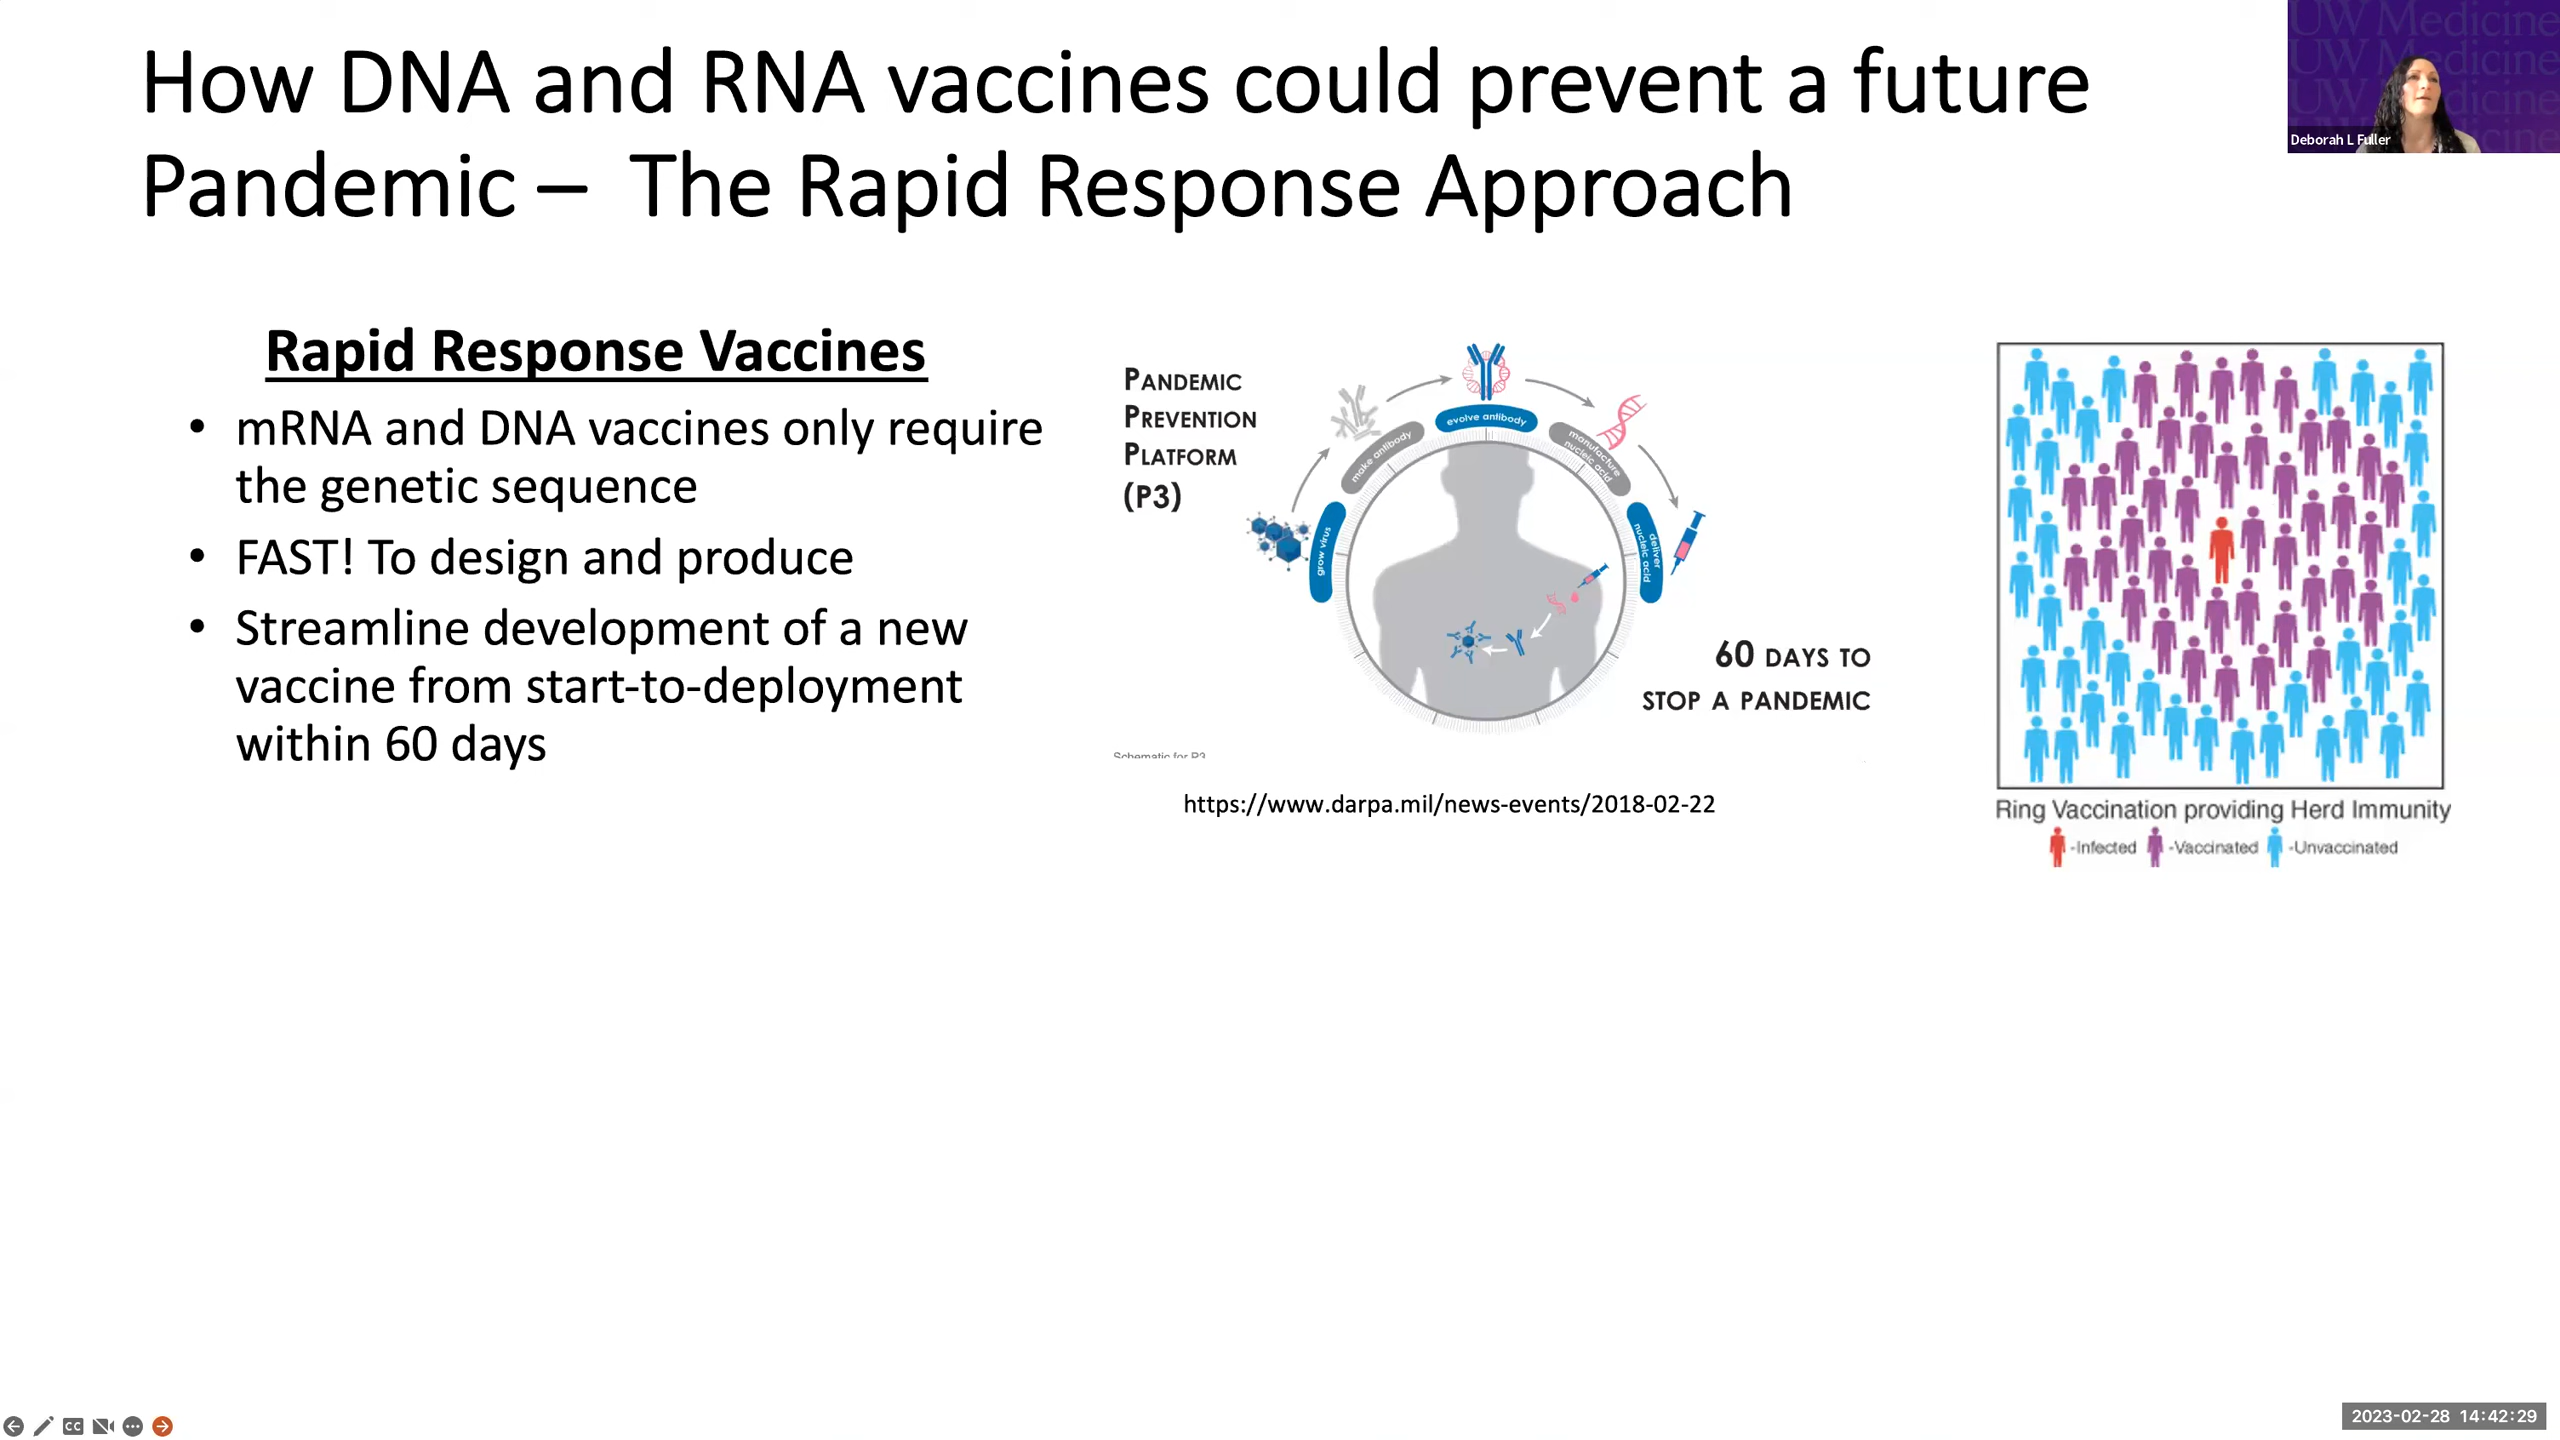 How DNA and RNA vaccines could prevent a future
Pandemic – The Rapid Response Approach
UW Medicine
UW Medicine
Deborah L Fuller
Rapid Response Vaccines
• mRNA and DNA vaccines only require
the genetic sequence
• FAST! To design and produce
• Streamline development of a new
vaccine from start-to-deployment
within 60 days
PANDEMIC
PREVENTION
PLATFORM
(P3)
grow virus
make antibody
evolve antibody
manufacture
nucleic acid
deliver
nucleic acid
60 DAYS TO
STOP A PANDEMIC
Schematic for P3
https://www.darpa.mil/news-events/2018-02-22
Ring Vaccination providing Herd Immunity
-Infected -Vaccinated -Unvaccinated
CC
2023-02-28 14:42:29